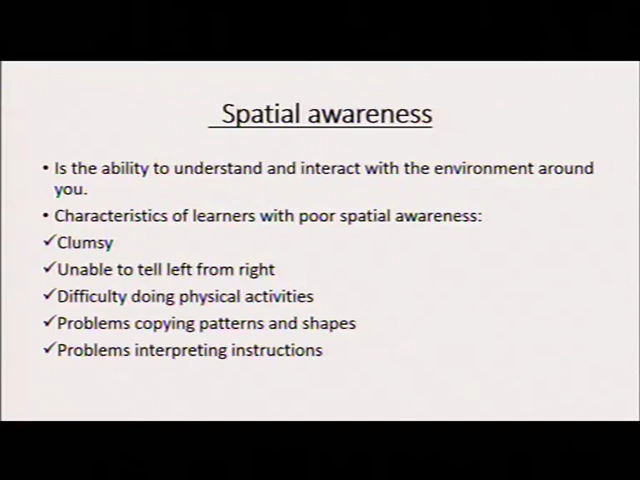 Spatial awareness
• Is the ability to understand and interact with the environment around
you.
• Characteristics of learners with poor spatial awareness:
✓Clumsy
✓Unable to tell left from right
✓Difficulty doing physical activities
✓Problems copying patterns and shapes
✓Problems interpreting instructions